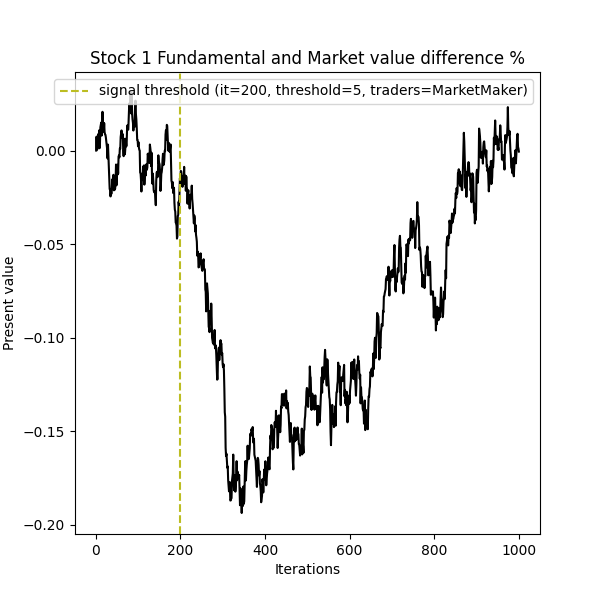 Stock 1 Fundamental and Market value difference %
signal threshold (it=200, threshold=5, traders=MarketMaker)
0.00
−0.05
−0.10
−0.15
−0.20
Present value
0 200 400 600 800 1000
Iterations